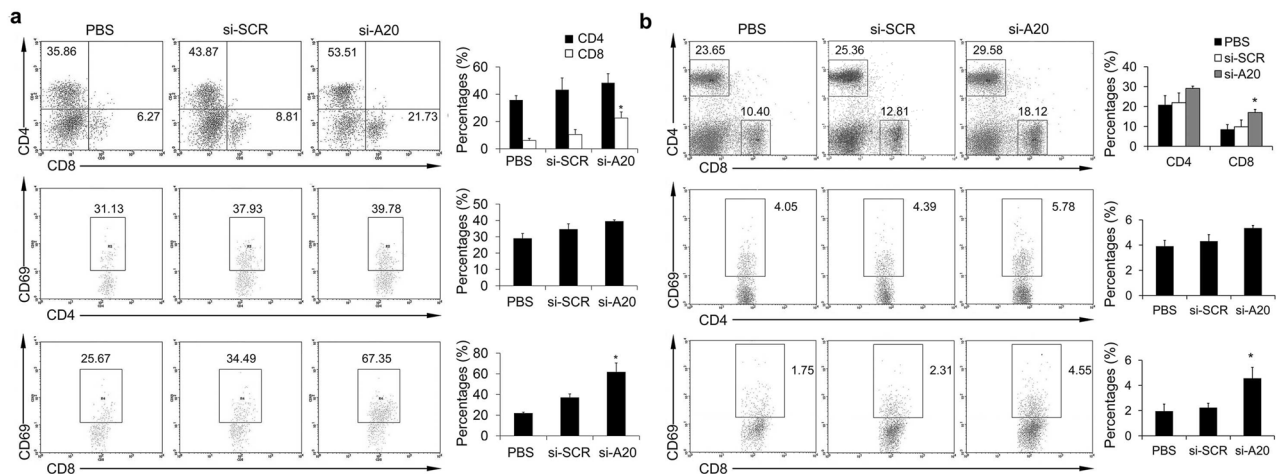 a
PBS
si-SCR
si-A20
35.86
6.27
43.87
8.81
53.51
21.73
CD4
CD8
CD4
CD8
Percentages (%)
60
40
20
0
*
PBS
si-SCR
si-A20
31.13
37.93
39.78
CD69
CD4
Percentages (%)
50
40
30
20
10
0
PBS
si-SCR
si-A20
25.67
34.49
67.35
CD69
CD8
Percentages (%)
80
60
40
20
0
*
PBS
si-SCR
si-A20
b
PBS
si-SCR
si-A20
23.65
10.40
25.36
12.81
29.58
18.12
CD4
CD8
PBS
si-SCR
si-A20
Percentages (%)
40
30
20
10
0
*
CD4
CD8
4.05
4.39
5.78
CD69
CD4
Percentages (%)
6
4
2
0
PBS
si-SCR
si-A20
1.75
2.31
4.55
CD69
CD8
Percentages (%)
6
4
2
0
*
PBS
si-SCR
si-A20